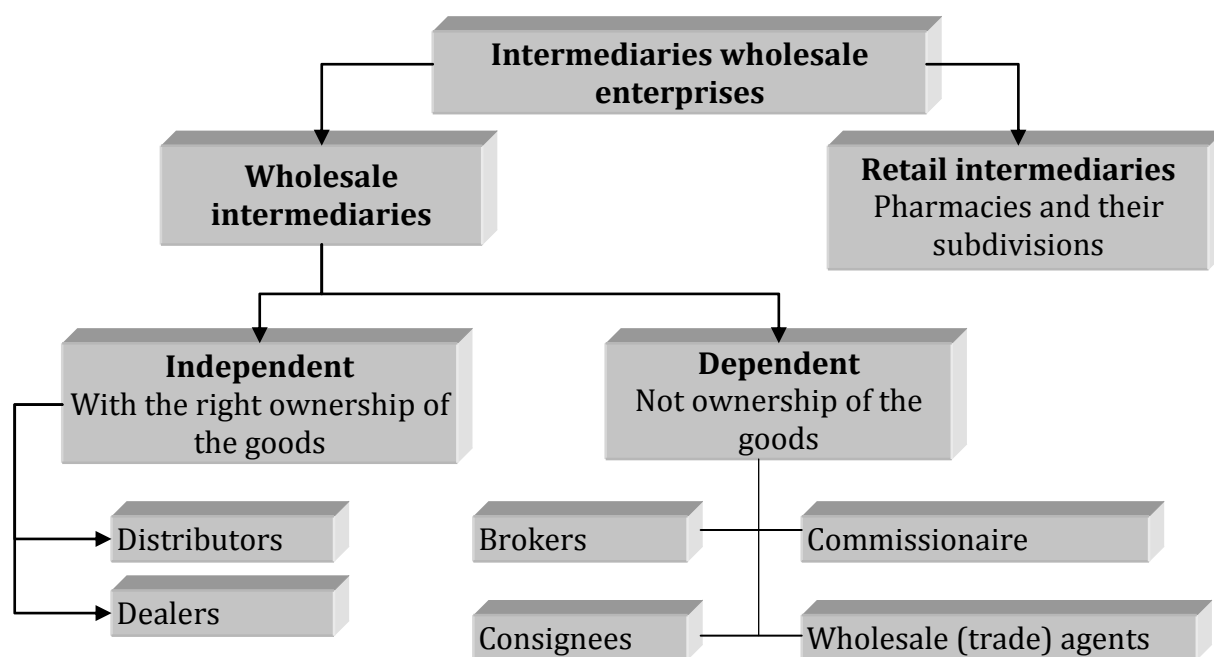 Intermediaries wholesale
enterprises
Wholesale
intermediaries
Retail intermediaries
Pharmacies and their
subdivisions
Independent
With the right ownership of
the goods
Dependent
Not ownership of the
goods
Distributors
Dealers
Brokers
Commissionaire
Consignees
Wholesale (trade) agents